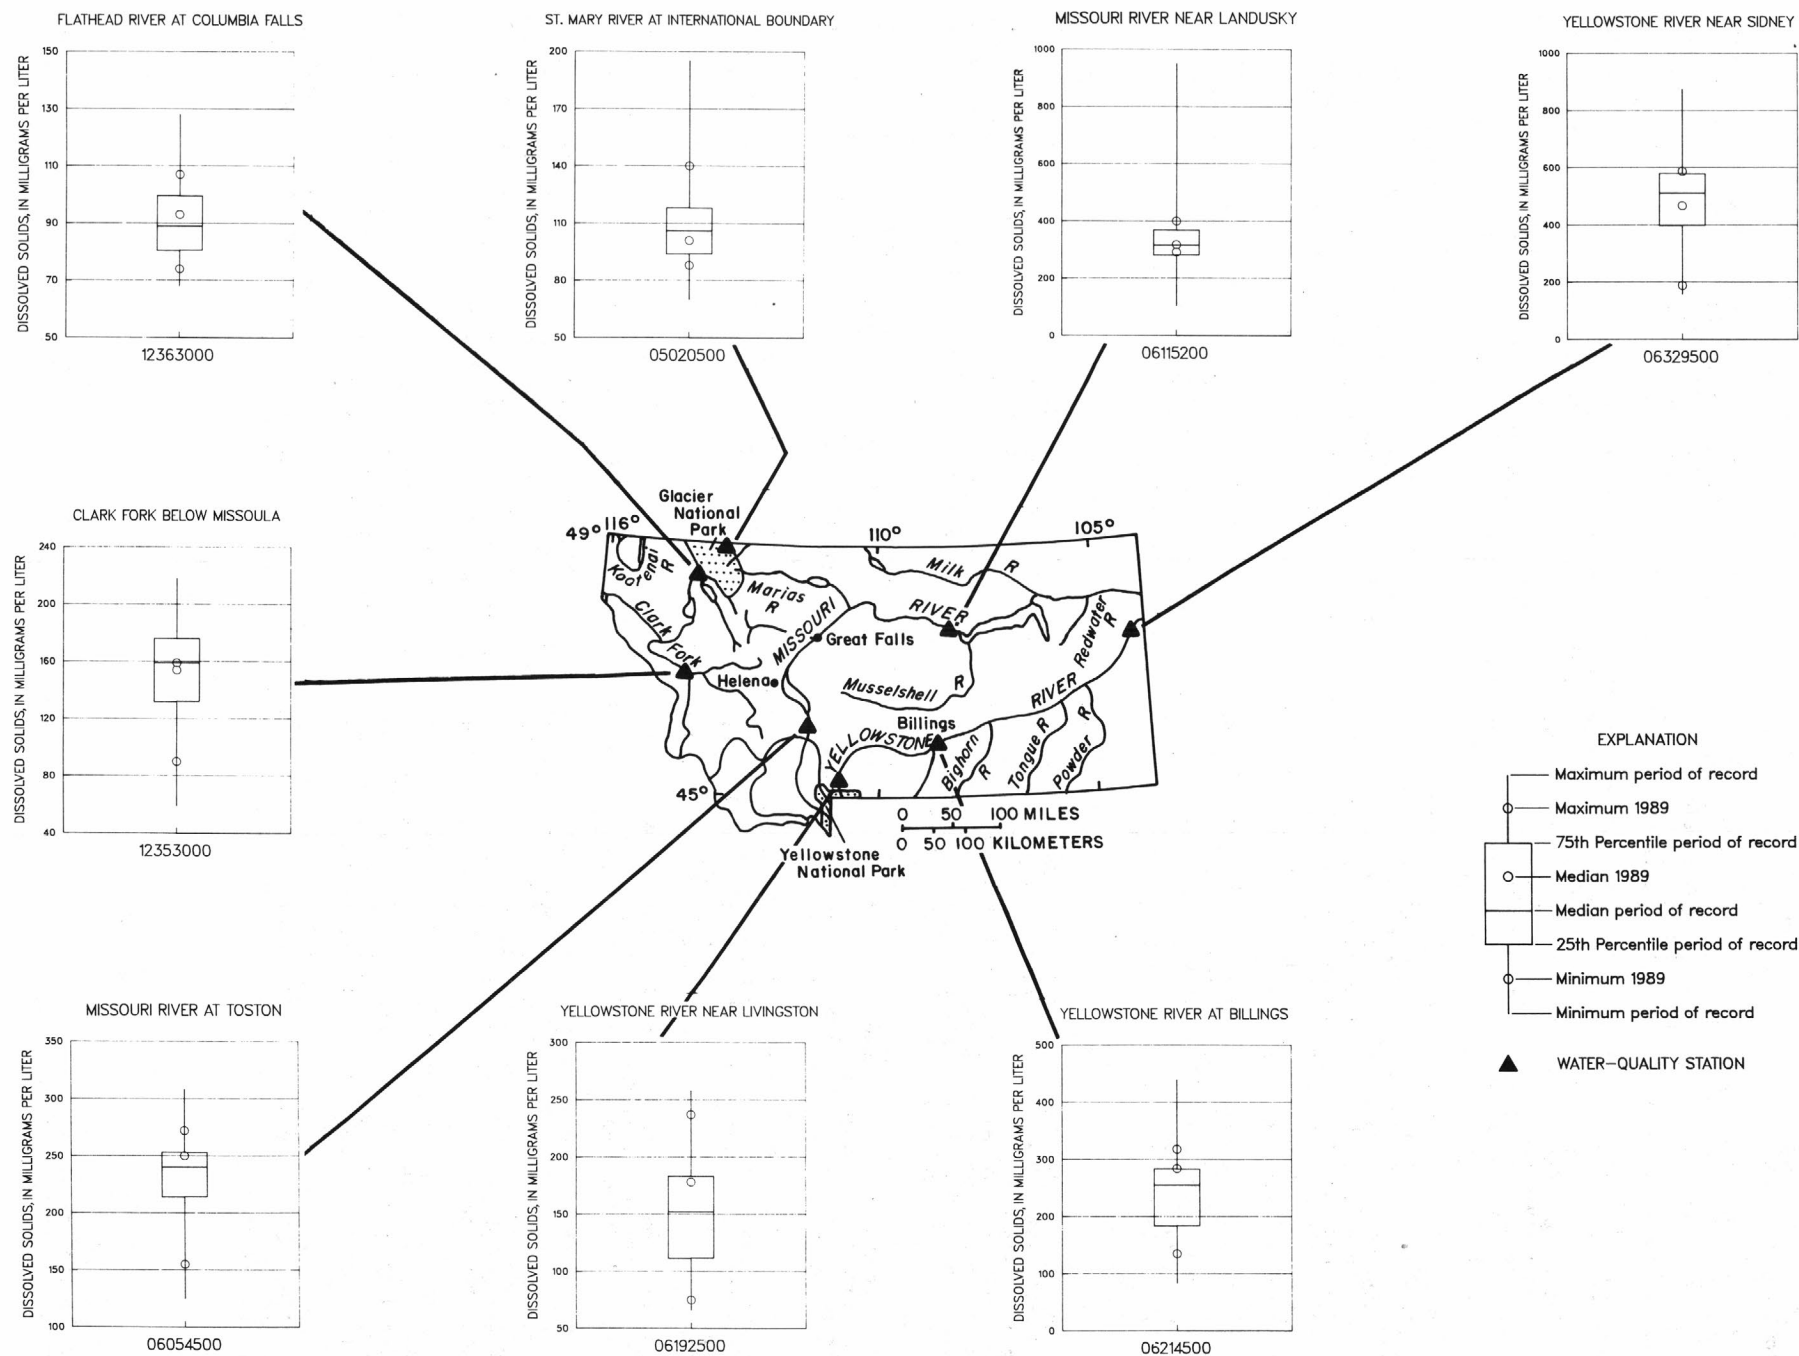 FLATHEAD RIVER AT COLUMBIA FALLS
DISSOLVED SOLIDS, IN MILLIGRAMS PER LITER
150
130
110
90
70
50
12363000
ST. MARY RIVER AT INTERNATIONAL BOUNDARY
DISSOLVED SOLIDS, IN MILLIGRAMS PER LITER
200
170
140
110
80
50
05020500
MISSOURI RIVER NEAR LANDUSKY
DISSOLVED SOLIDS, IN MILLIGRAMS PER LITER
1000
800
600
400
200
0
06115200
YELLOWSTONE RIVER NEAR SIDNEY
DISSOLVED SOLIDS, IN MILLIGRAMS PER LITER
1000
800
600
400
200
0
06329500
CLARK FORK BELOW MISSOULA
DISSOLVED SOLIDS, IN MILLIGRAMS PER LITER
240
200
160
120
80
40
12353000
Glacier
National
Park
49°
116°
110°
105°
Kootenai
R
Marias
R
Milk R
Clark
Fork
MISSOURI
RIVER
Great Falls
Redwater
R
Helena
Musselshell R
YELLOWSTONE
RIVER
Billings
Bighorn
R
Tongue R
Powder R
45°
0 50 100 MILES
0 50 100 KILOMETERS
Yellowstone
National Park
EXPLANATION
Maximum period of record
Maximum 1989
75th Percentile period of record
Median 1989
Median period of record
25th Percentile period of record
Minimum 1989
Minimum period of record
WATER-QUALITY STATION
MISSOURI RIVER AT TOSTON
DISSOLVED SOLIDS, IN MILLIGRAMS PER LITER
350
300
250
200
150
100
06054500
YELLOWSTONE RIVER NEAR LIVINGSTON
DISSOLVED SOLIDS, IN MILLIGRAMS PER LITER
300
250
200
150
100
50
06192500
YELLOWSTONE RIVER AT BILLINGS
DISSOLVED SOLIDS, IN MILLIGRAMS PER LITER
500
400
300
200
100
0
06214500